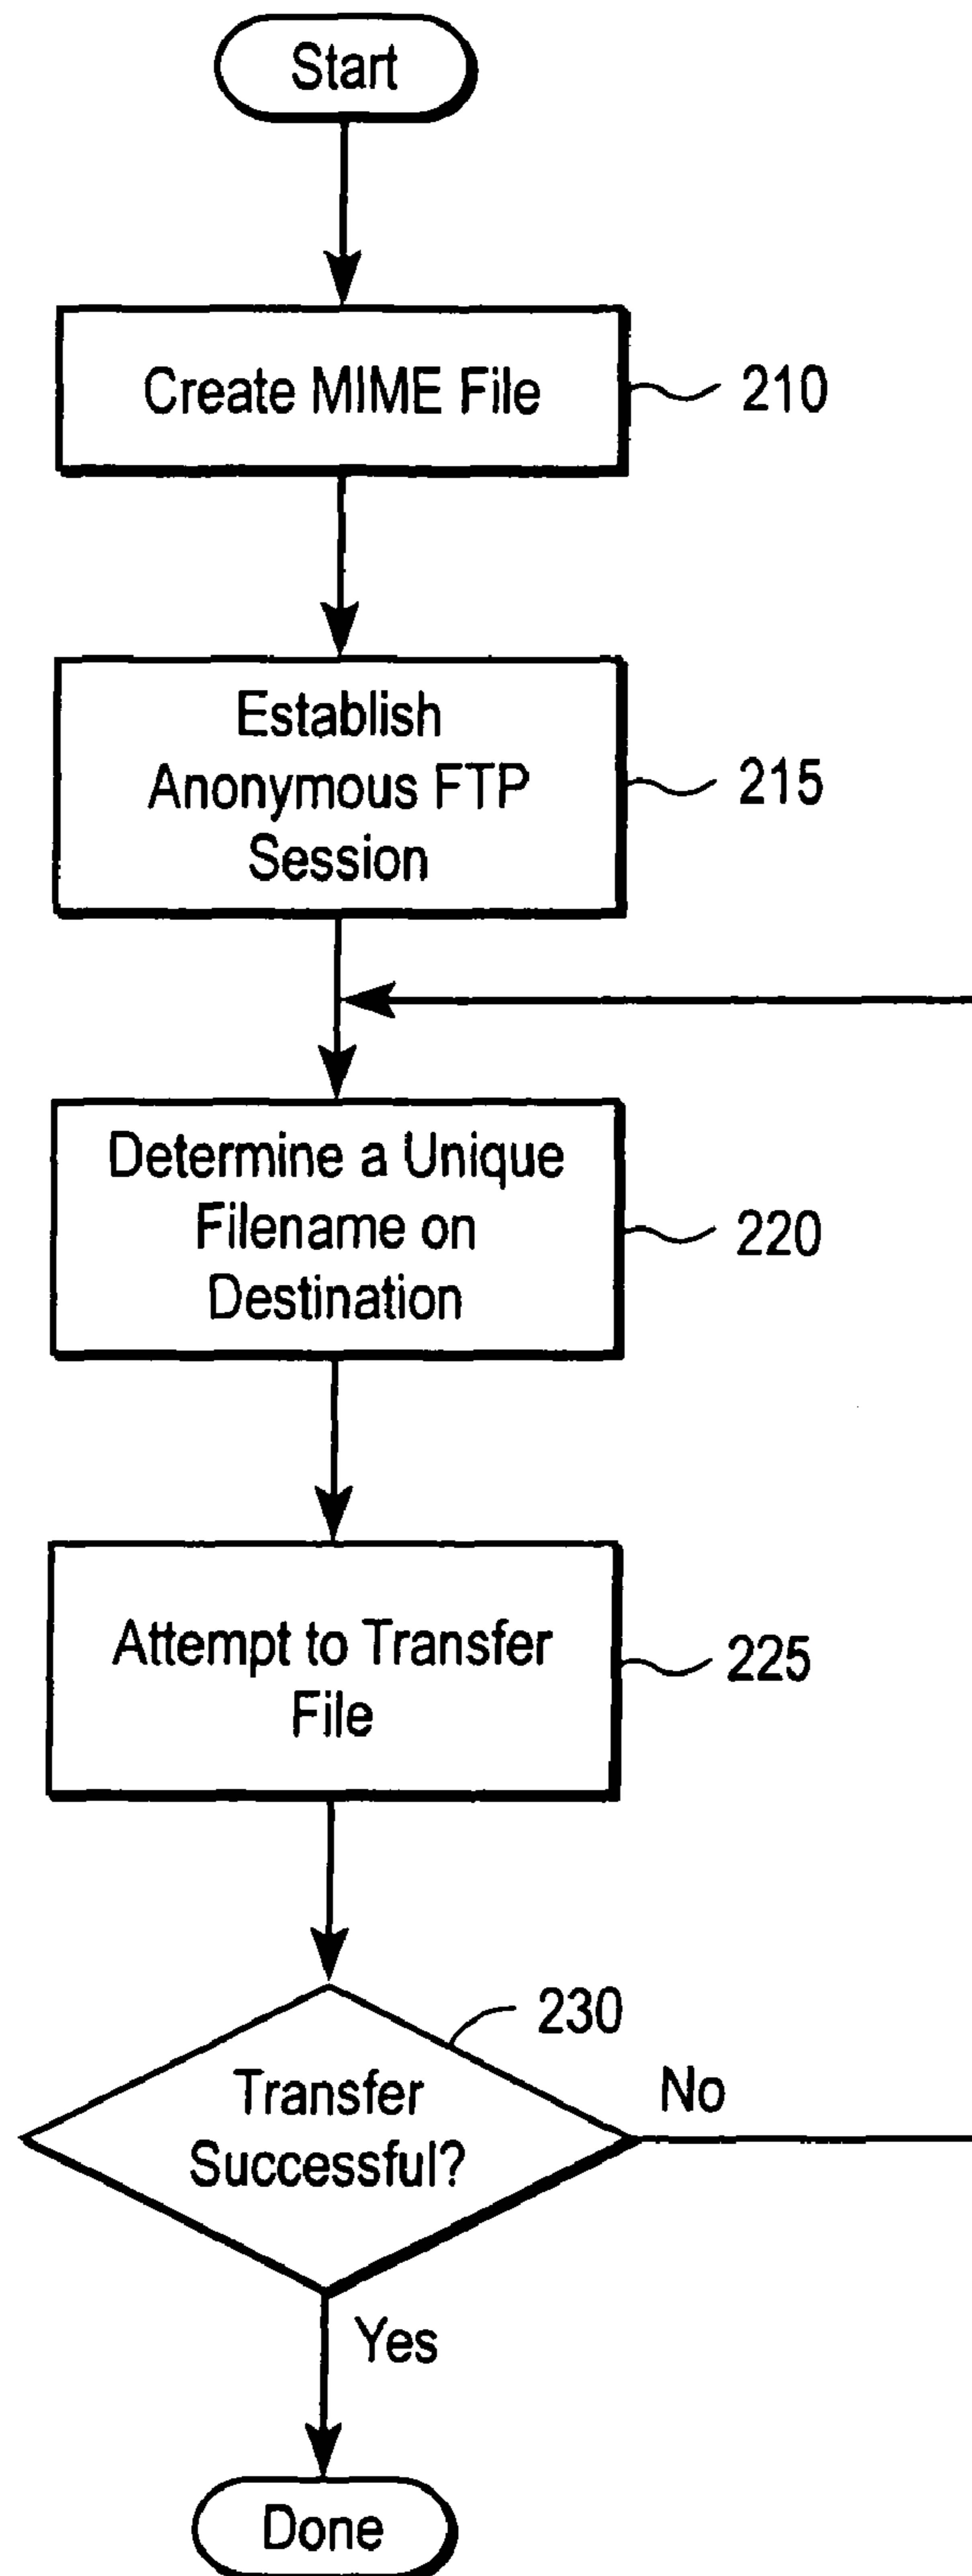 Start
Create MIME File
210
Establish
Anonymous FTP
Session
215
Determine a Unique
Filename on
Destination
220
Attempt to Transfer
File
225
230
Transfer
Successful?
No
Yes
Done